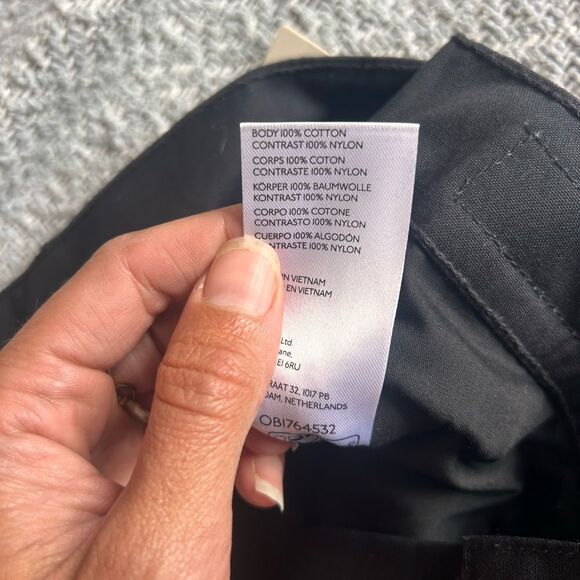 BODY 100% COTTON
CONTRAST 100% NYLON
CORPS 100% COTON
CONTRASTE 100% NYLON
KÖRPER 100% BAUMWOLLE
KONTRAST 100% NYLON
CORPO 100% COTONE
CONTRASTO 100% NYLON
CUERPO 100% ALGODÓN
CONTRASTE 100% NYLON
IN VIETNAM
EN VIETNAM
Ltd.
ane,
6RU
RAAT 32, 1017 PB
DAM, NETHERLANDS
OB1764532